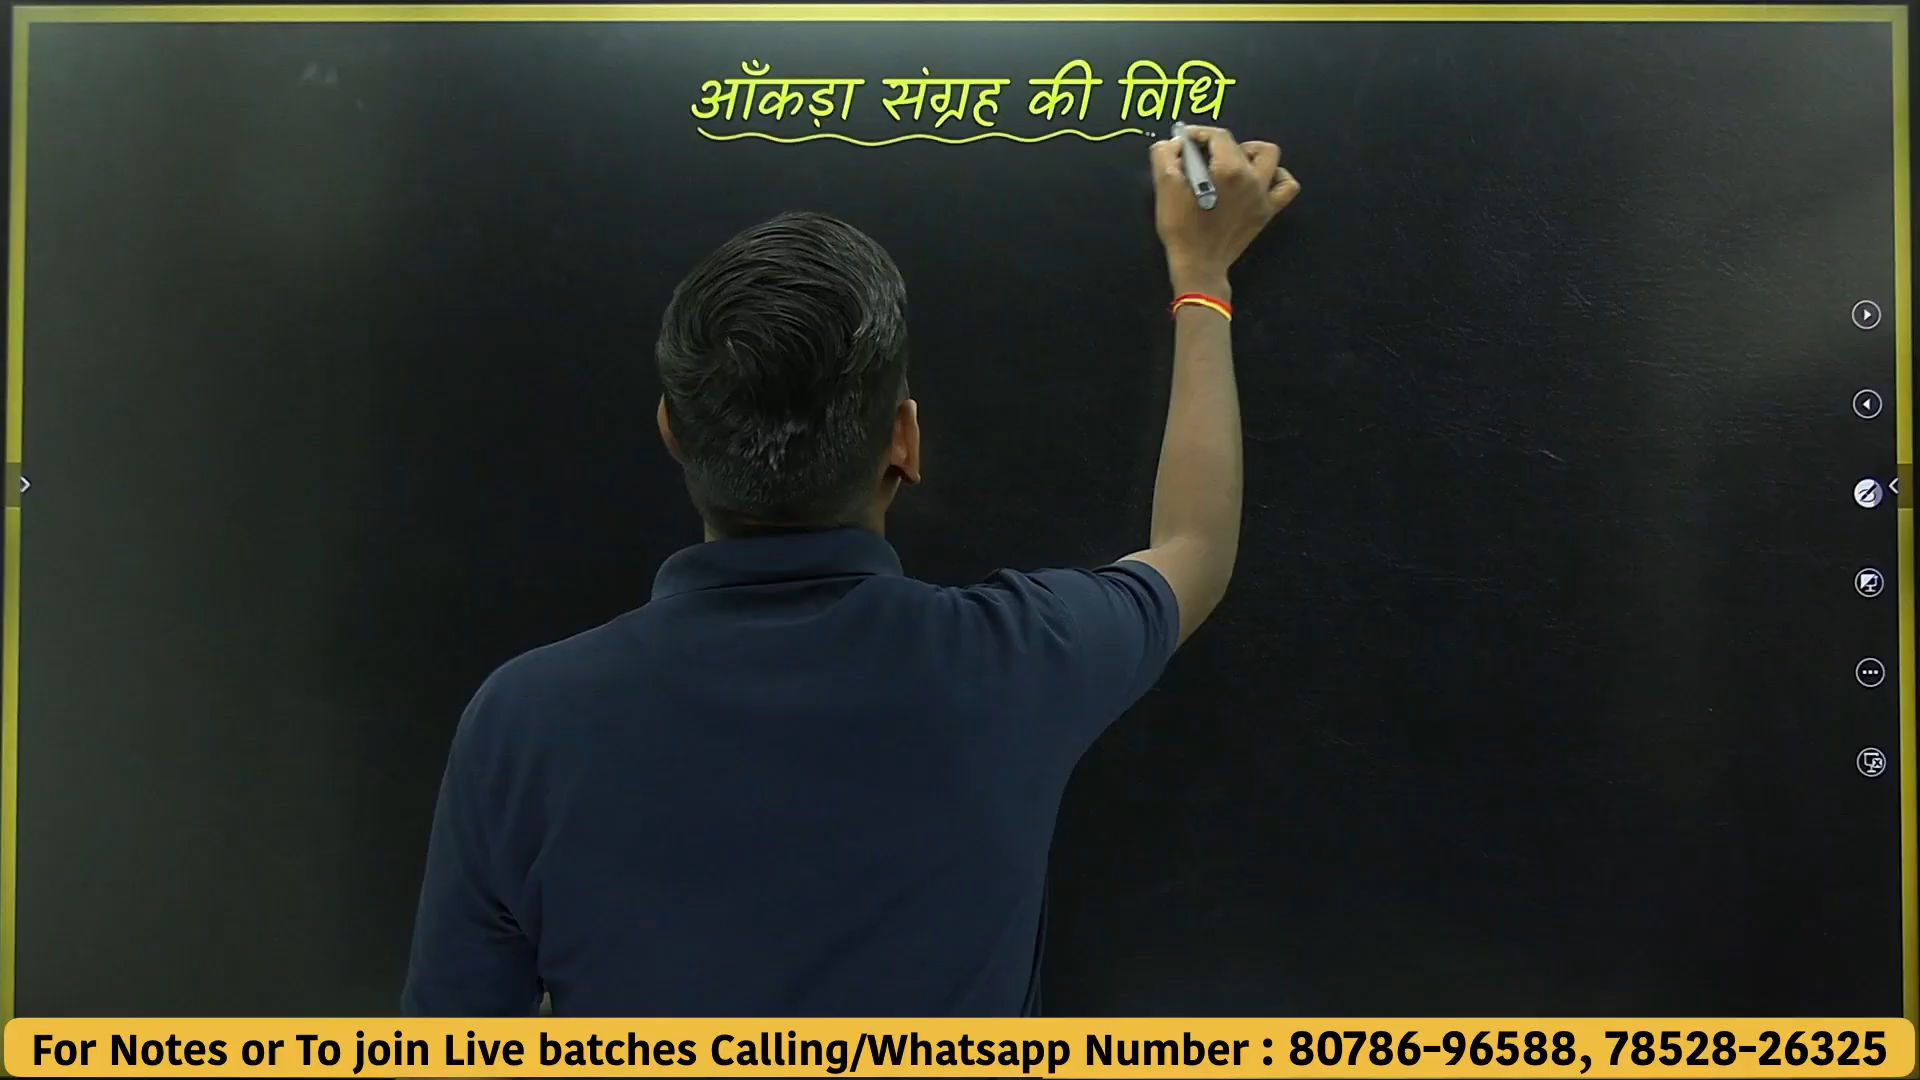 आँकड़ा संग्रह की विधि
For Notes or To join Live batches Calling/Whatsapp Number : 80786-96588, 78528-26325